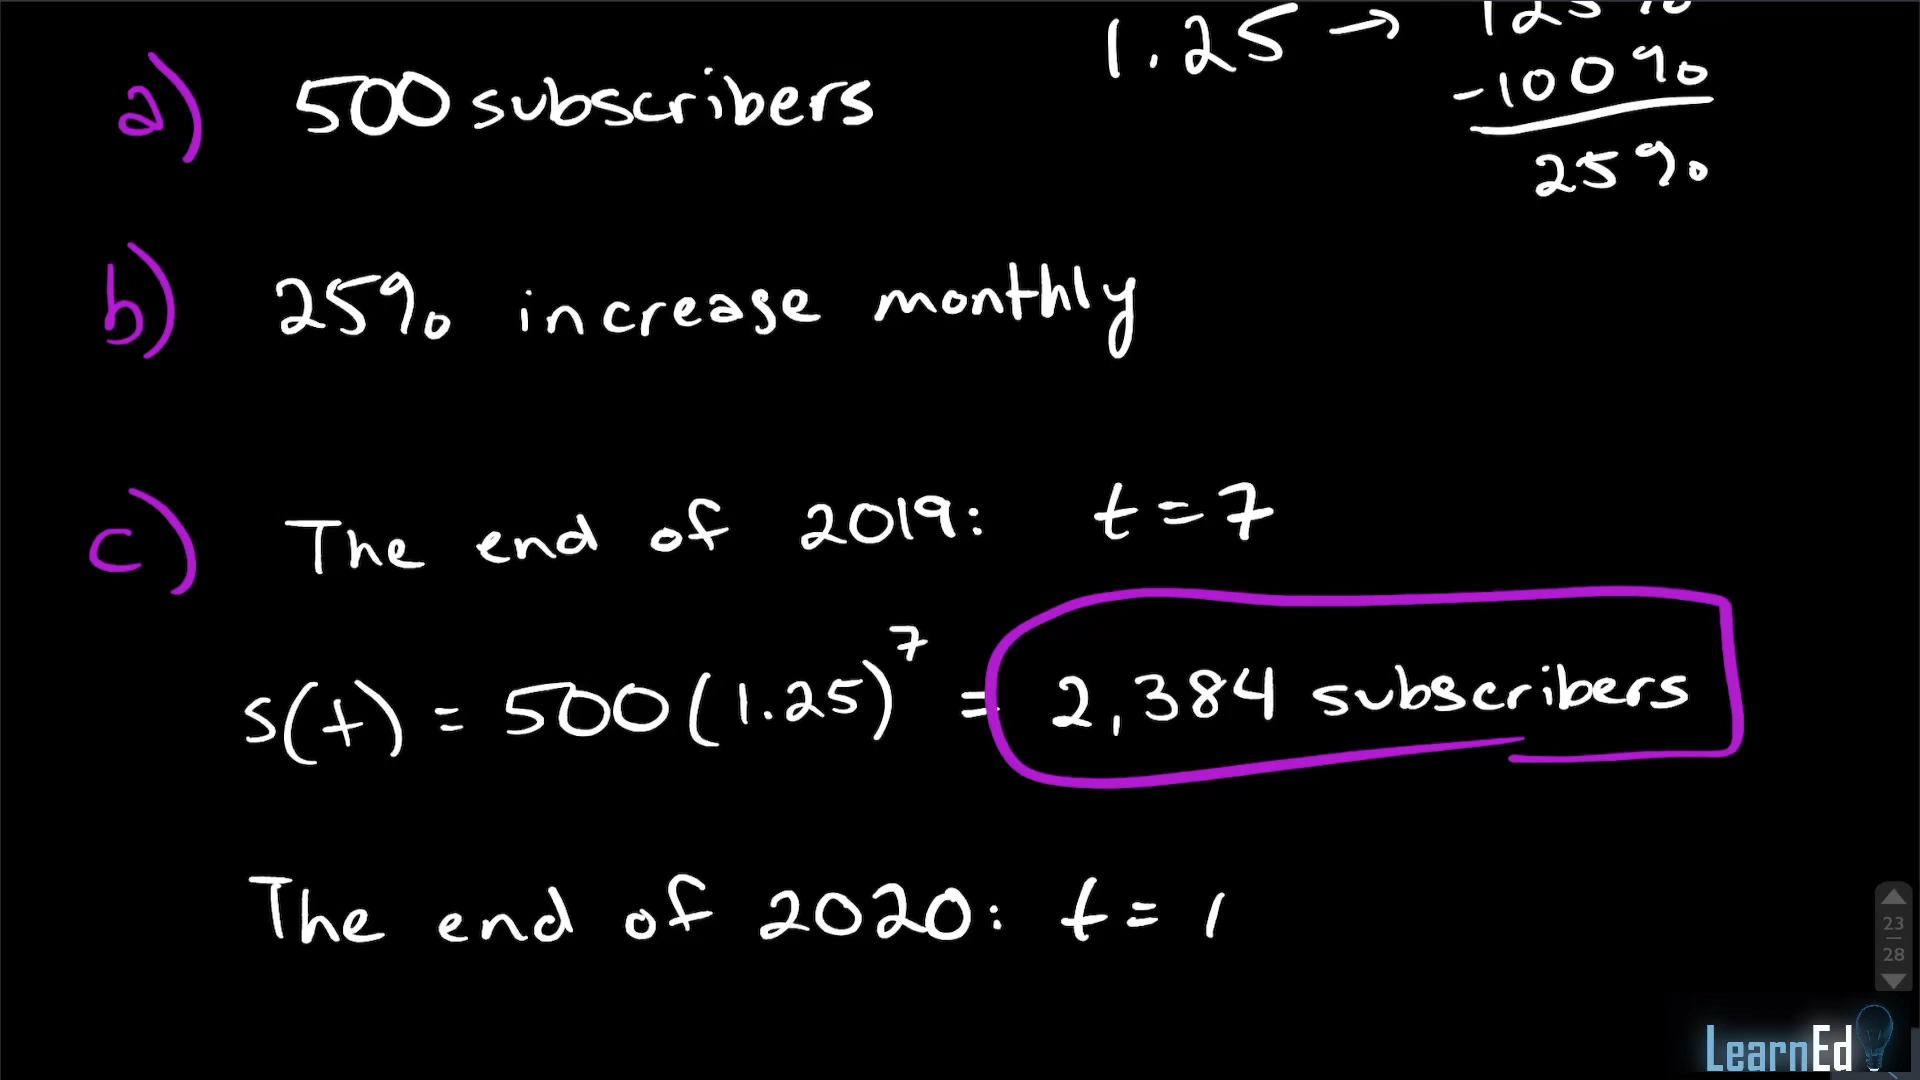 1.25 → 125%
-100%
25%
a) 500 subscribers
b) 25% increase monthly
c) The end of 2019: t=7
s(t) = 500(1.25)^7 = 2,384 subscribers
The end of 2020: t= 1
23
28
LearnEd